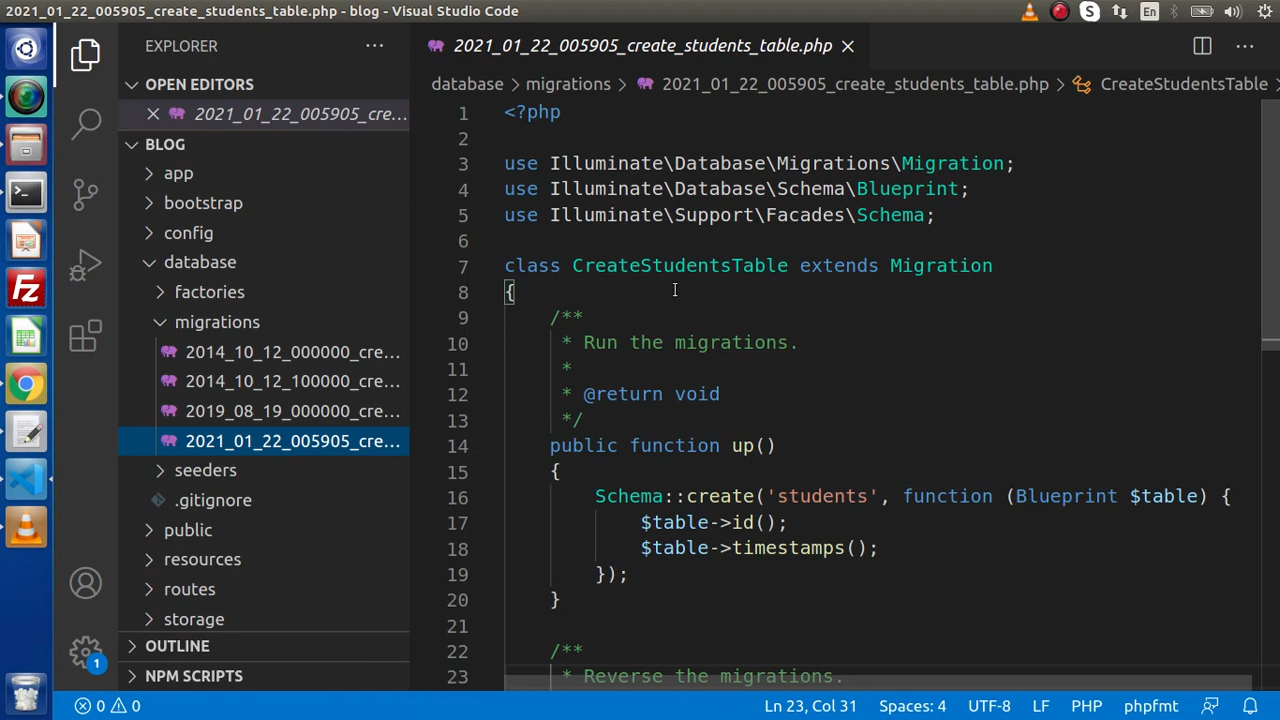 2021_01_22_005905_create_students_table.php - blog - Visual Studio Code
En
EXPLORER
OPEN EDITORS
2021_01_22_005905_cre...
BLOG
app
bootstrap
config
database
factories
migrations
2014_10_12_000000_cre...
2014_10_12_100000_cre...
2019_08_19_000000_cre...
2021_01_22_005905_cre...
seeders
.gitignore
public
resources
routes
storage
OUTLINE
NPM SCRIPTS
1
2021_01_22_005905_create_students_table.php
database > migrations > 2021_01_22_005905_create_students_table.php > CreateStudentsTable
1 <?php
2
3 use Illuminate\Database\Migrations\Migration;
4 use Illuminate\Database\Schema\Blueprint;
5 use Illuminate\Support\Facades\Schema;
6
7 class CreateStudentsTable extends Migration
8 {
9 /**
10 * Run the migrations.
11 *
12 * @return void
13 */
14 public function up()
15 {
16 Schema::create('students', function (Blueprint $table) {
17 $table->id();
18 $table->timestamps();
19 });
20 }
21
22 /**
23 * Reverse the migrations.
0 0 Ln 23, Col 31 Spaces: 4 UTF-8 LF PHP phpfmt